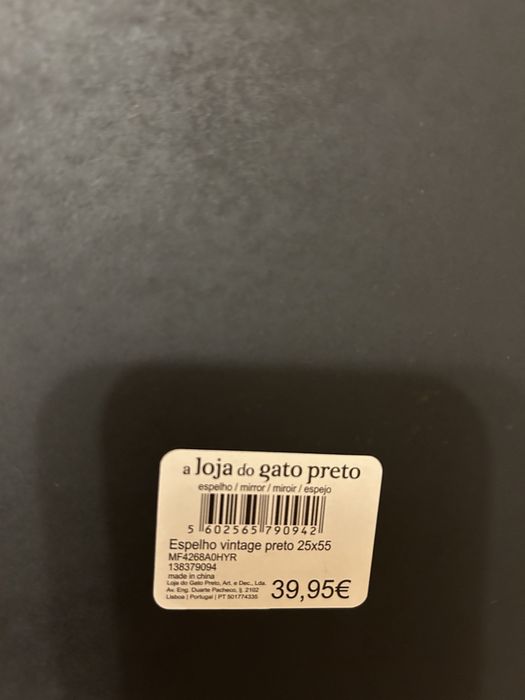 a loja do gato preto
espelho / mirror / miroir / espejo
5 602565 790942
Espelho vintage preto 25x55
MF4268A0HYR
138379094
made in china
Loja do Gato Preto, Art. e Dec., Lda.
Av. Eng. Duarte Pacheco, 2102
Lisboa | Portugal | PT 501774335
39,95€